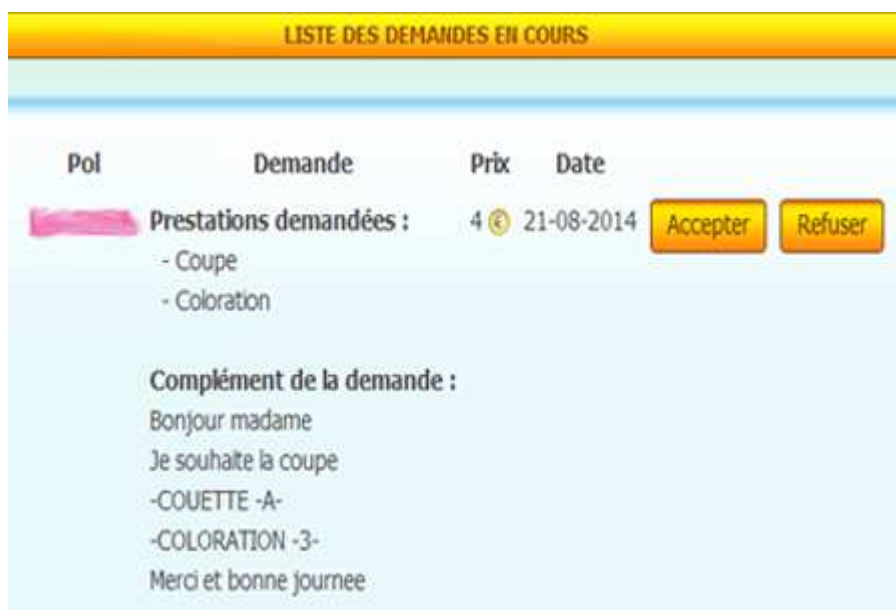 LISTE DES DEMANDES EN COURS
Pol Demande Prix Date
Prestations demandées : 4 € 21-08-2014 Accepter Refuser
- Coupe
- Coloration
Complément de la demande :
Bonjour madame
Je souhaite la coupe
-COUETTE -A-
-COLORATION -3-
Merci et bonne journee